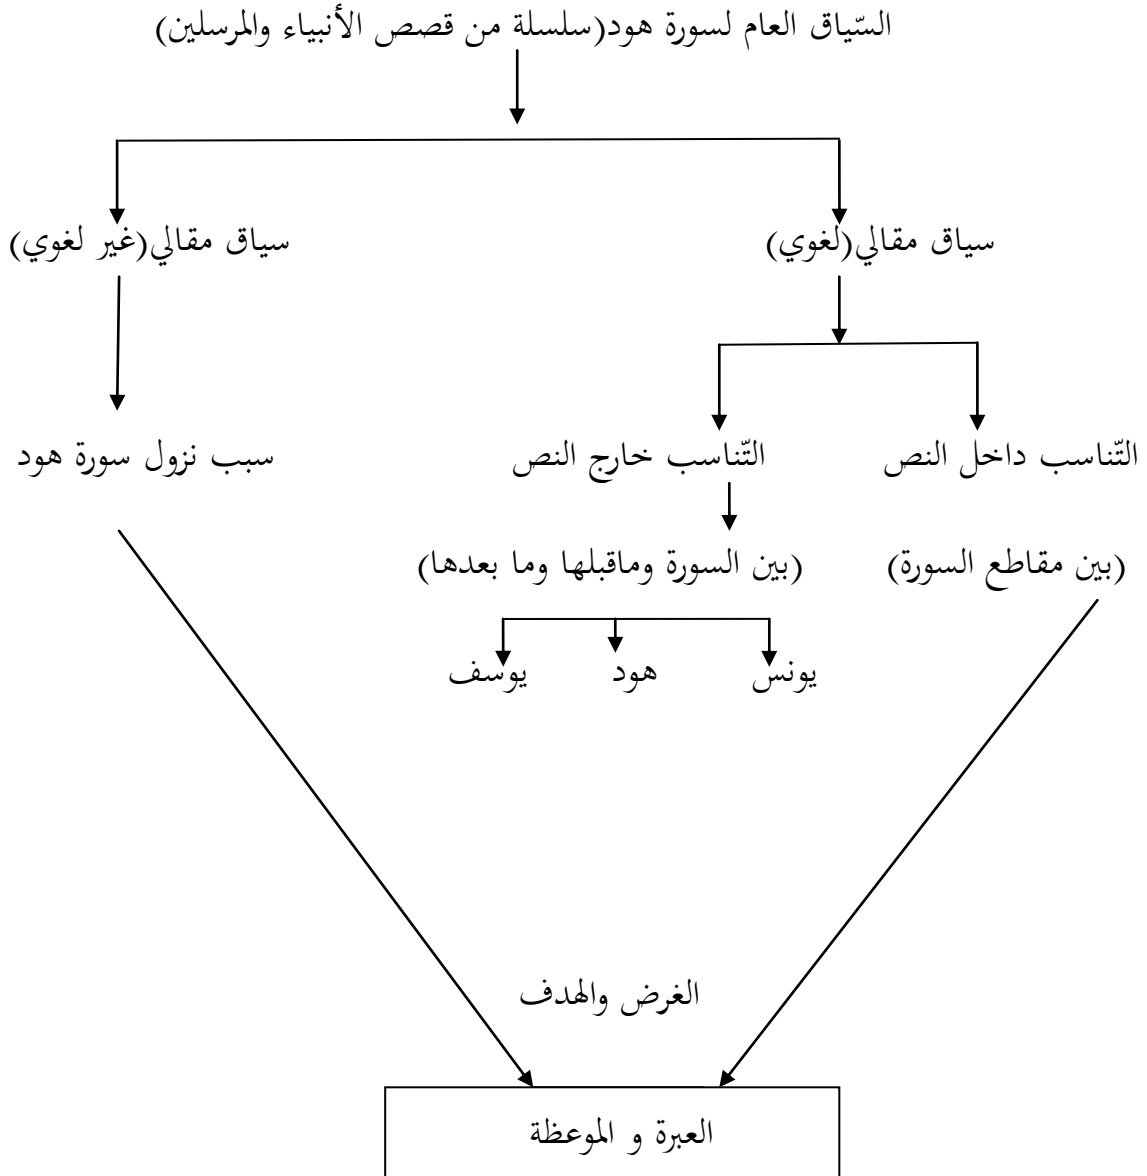 السّياق العام لسورة هود(سلسلة من قصص الأنبياء والمرسلين)
سياق مقالي(لغوي)
سياق مقالي(غير لغوي)
التّناسب داخل النص
التّناسب خارج النص
سبب نزول سورة هود
(بين مقاطع السورة)
(بين السورة وماقبلها وما بعدها)
يونس
هود
يوسف
الغرض والهدف
العبرة و الموعظة